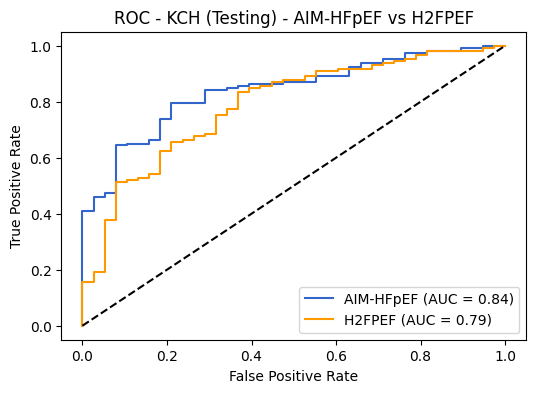 ROC - KCH (Testing) - AIM-HFpEF vs H2FPEF
True Positive Rate
1.0
0.8
0.6
0.4
0.2
0.0
AIM-HFpEF (AUC = 0.84)
H2FPEF (AUC = 0.79)
0.0 0.2 0.4 0.6 0.8 1.0
False Positive Rate